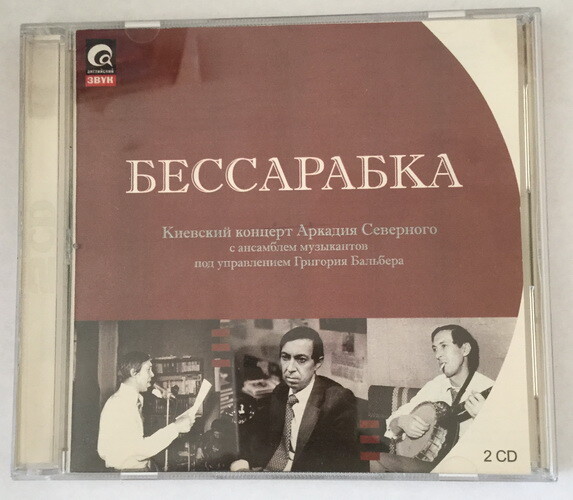 ЗВУК
БЕССАРАБКА
Киевский концерт Аркадия Северного
с ансамблем музыкантов
под управлением Григория Бальбера
2 CD